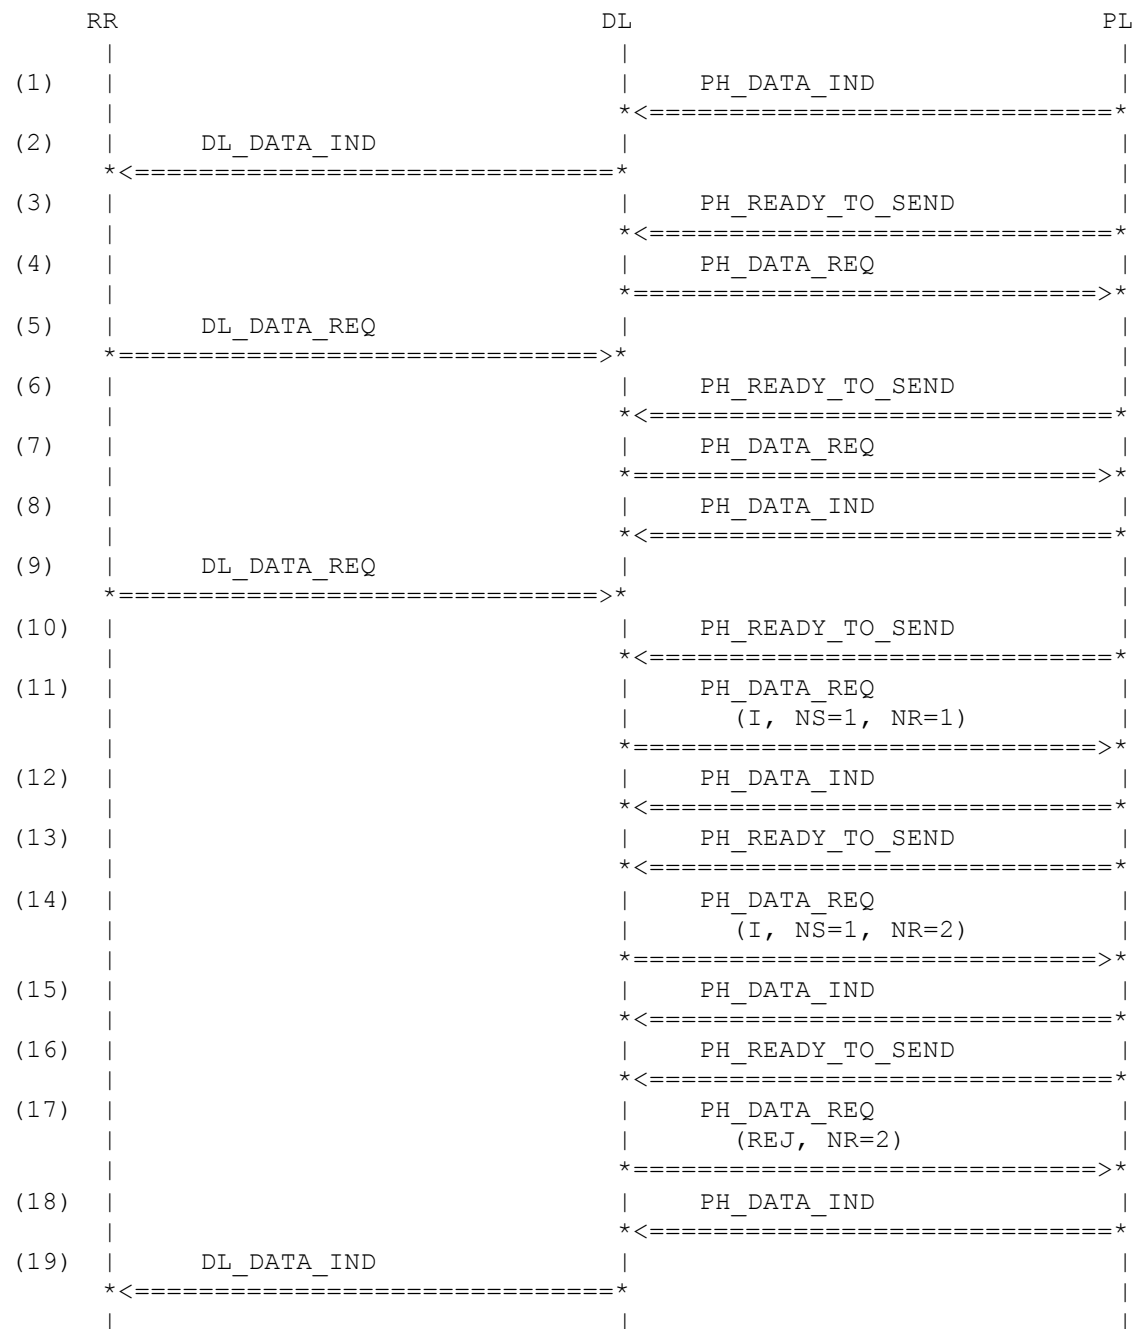 RR DL PL
| | |
(1) | | PH_DATA_IND |
| *<=============================*
(2) | DL_DATA_IND | |
*<==============================* |
(3) | | PH_READY_TO_SEND |
| *<=============================*
(4) | | PH_DATA_REQ |
| *=============================>*
(5) | DL_DATA_REQ | |
*==============================>* |
(6) | | PH_READY_TO_SEND |
| *<=============================*
(7) | | PH_DATA_REQ |
| *=============================>*
(8) | | PH_DATA_IND |
| *<=============================*
(9) | DL_DATA_REQ | |
*==============================>* |
(10) | | PH_READY_TO_SEND |
| *<=============================*
(11) | | PH_DATA_REQ |
| | (I, NS=1, NR=1) |
| *=============================>*
(12) | | PH_DATA_IND |
| *<=============================*
(13) | | PH_READY_TO_SEND |
| *<=============================*
(14) | | PH_DATA_REQ |
| | (I, NS=1, NR=2) |
| *=============================>*
(15) | | PH_DATA_IND |
| *<=============================*
(16) | | PH_READY_TO_SEND |
| *<=============================*
(17) | | PH_DATA_REQ |
| | (REJ, NR=2) |
| *=============================>*
(18) | | PH_DATA_IND |
| *<=============================*
(19) | DL_DATA_IND | |
*<==============================* |
| | |